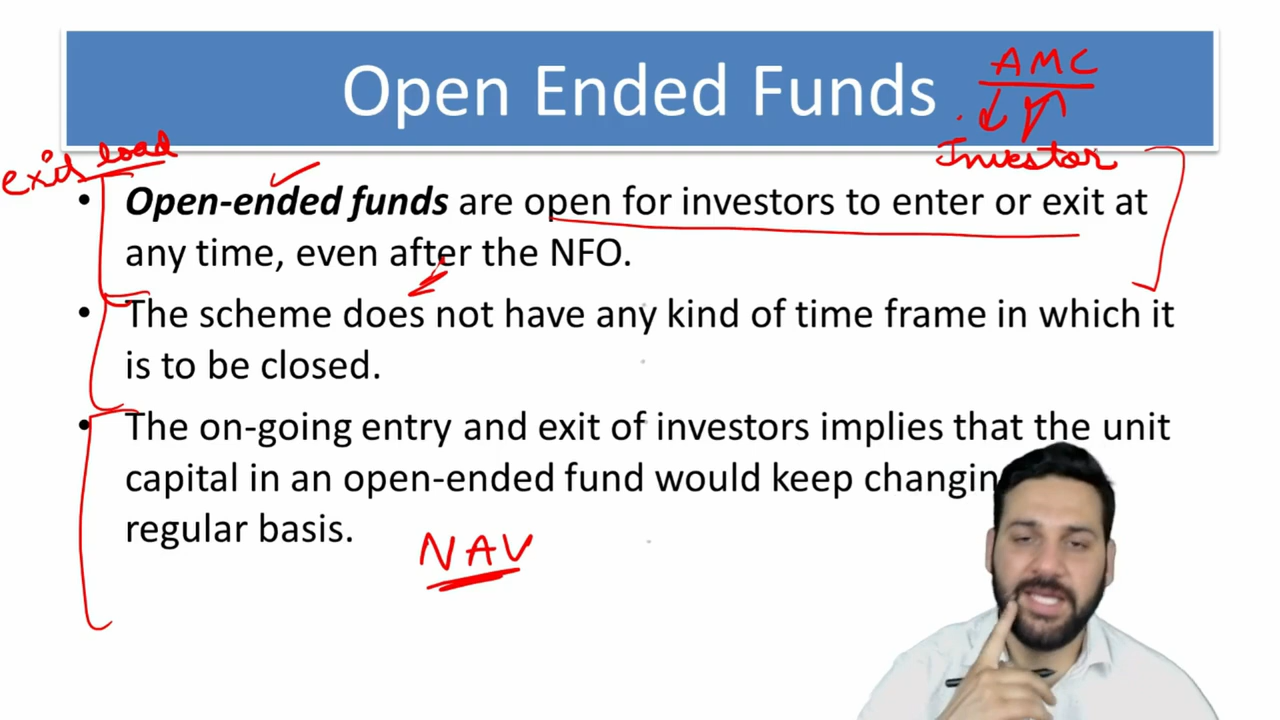 Open Ended Funds
AMC
Investor
exit load
• Open-ended funds are open for investors to enter or exit at
any time, even after the NFO.
• The scheme does not have any kind of time frame in which it
is to be closed.
• The on-going entry and exit of investors implies that the unit
capital in an open-ended fund would keep changin
regular basis.
NAV